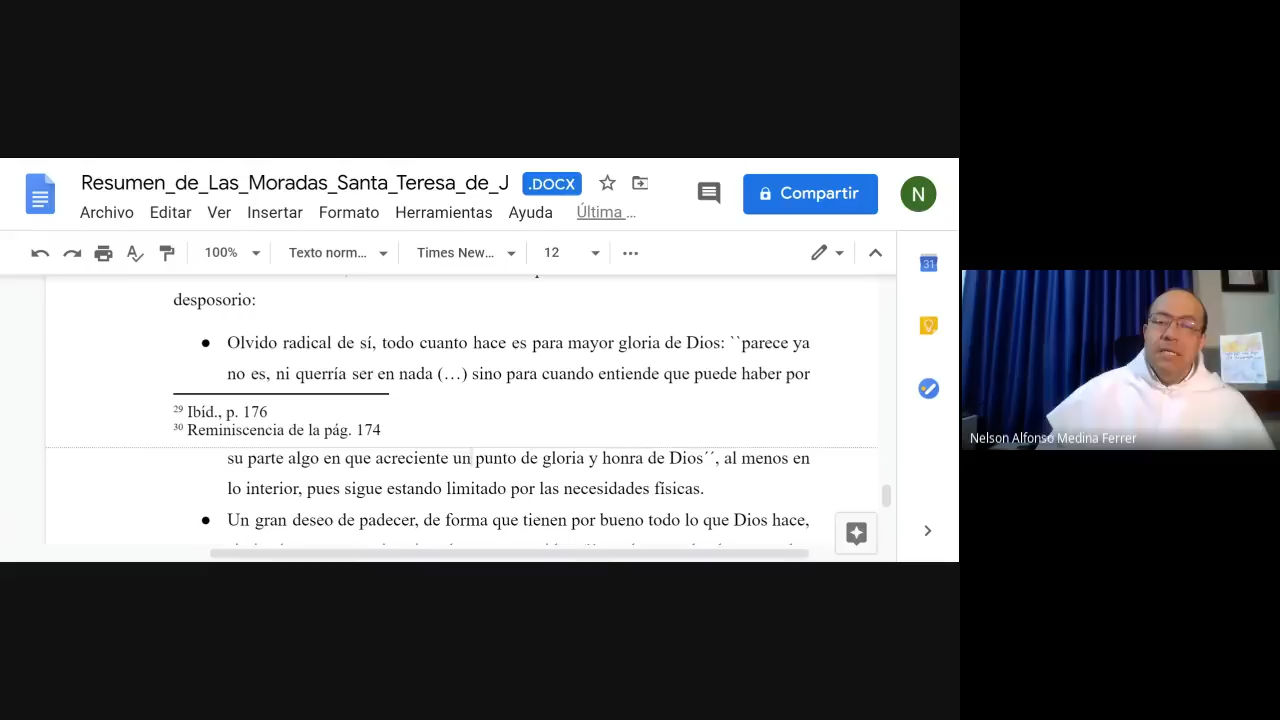 Resumen_de_Las_Moradas_Santa_Teresa_de_J .DOCX
Compartir
N
Archivo Editar Ver Insertar Formato Herramientas Ayuda Última ...
100% Texto norm... Times New... 12
31
desposorio:
● Olvido radical de sí, todo cuanto hace es para mayor gloria de Dios: ``parece ya
no es, ni querría ser en nada (…) sino para cuando entiende que puede haber por
29 Ibíd., p. 176
30 Reminiscencia de la pág. 174
su parte algo en que acreciente un punto de gloria y honra de Dios´´, al menos en
lo interior, pues sigue estando limitado por las necesidades físicas.
● Un gran deseo de padecer, de forma que tienen por bueno todo lo que Dios hace,
Nelson Alfonso Medina Ferrer